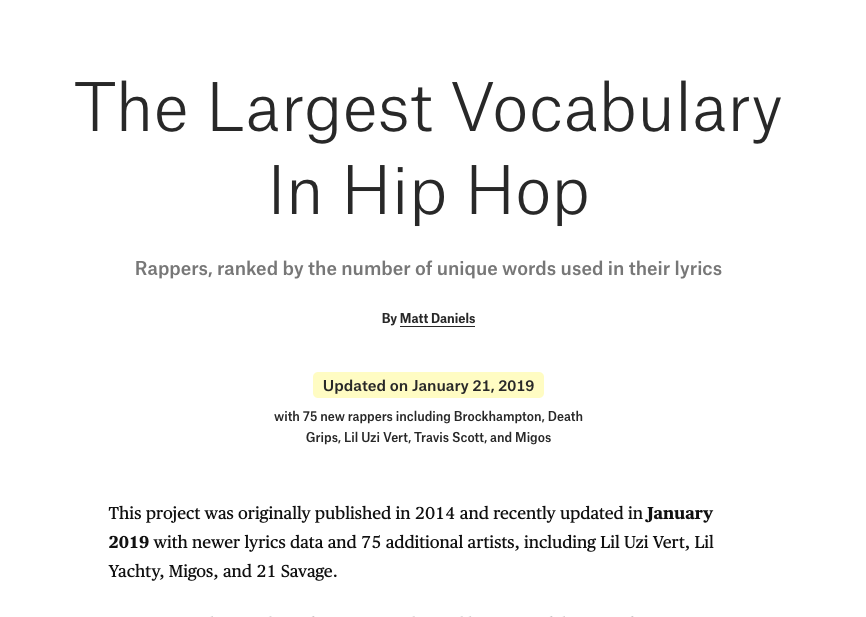 The Largest Vocabulary
In Hip Hop
Rappers, ranked by the number of unique words used in their lyrics
By Matt Daniels
Updated on January 21, 2019
with 75 new rappers including Brockhampton, Death
Grips, Lil Uzi Vert, Travis Scott, and Migos
This project was originally published in 2014 and recently updated in January
2019 with newer lyrics data and 75 additional artists, including Lil Uzi Vert, Lil
Yachty, Migos, and 21 Savage.